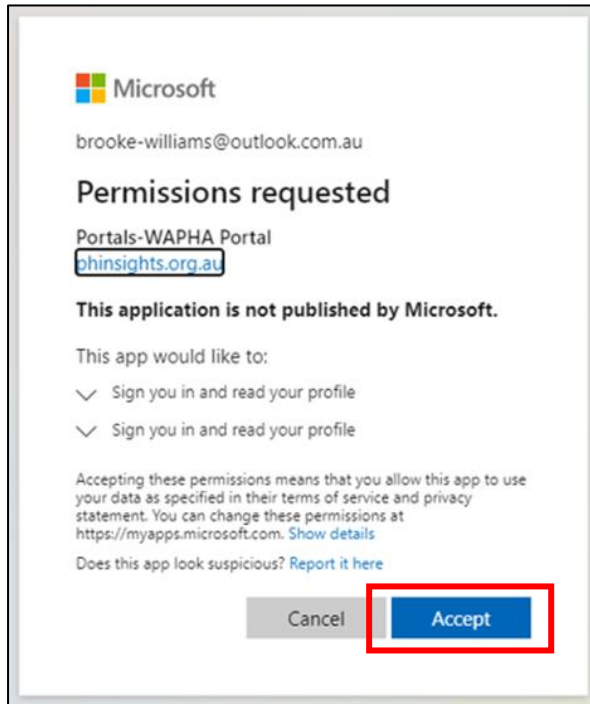 Microsoft
brooke-williams@outlook.com.au
Permissions requested
Portals-WAPHA Portal
phinsights.org.au
This application is not published by Microsoft.
This app would like to:
Sign you in and read your profile
Sign you in and read your profile
Accepting these permissions means that you allow this app to use
your data as specified in their terms of service and privacy
statement. You can change these permissions at
https://myapps.microsoft.com. Show details
Does this app look suspicious? Report it here
Cancel Accept